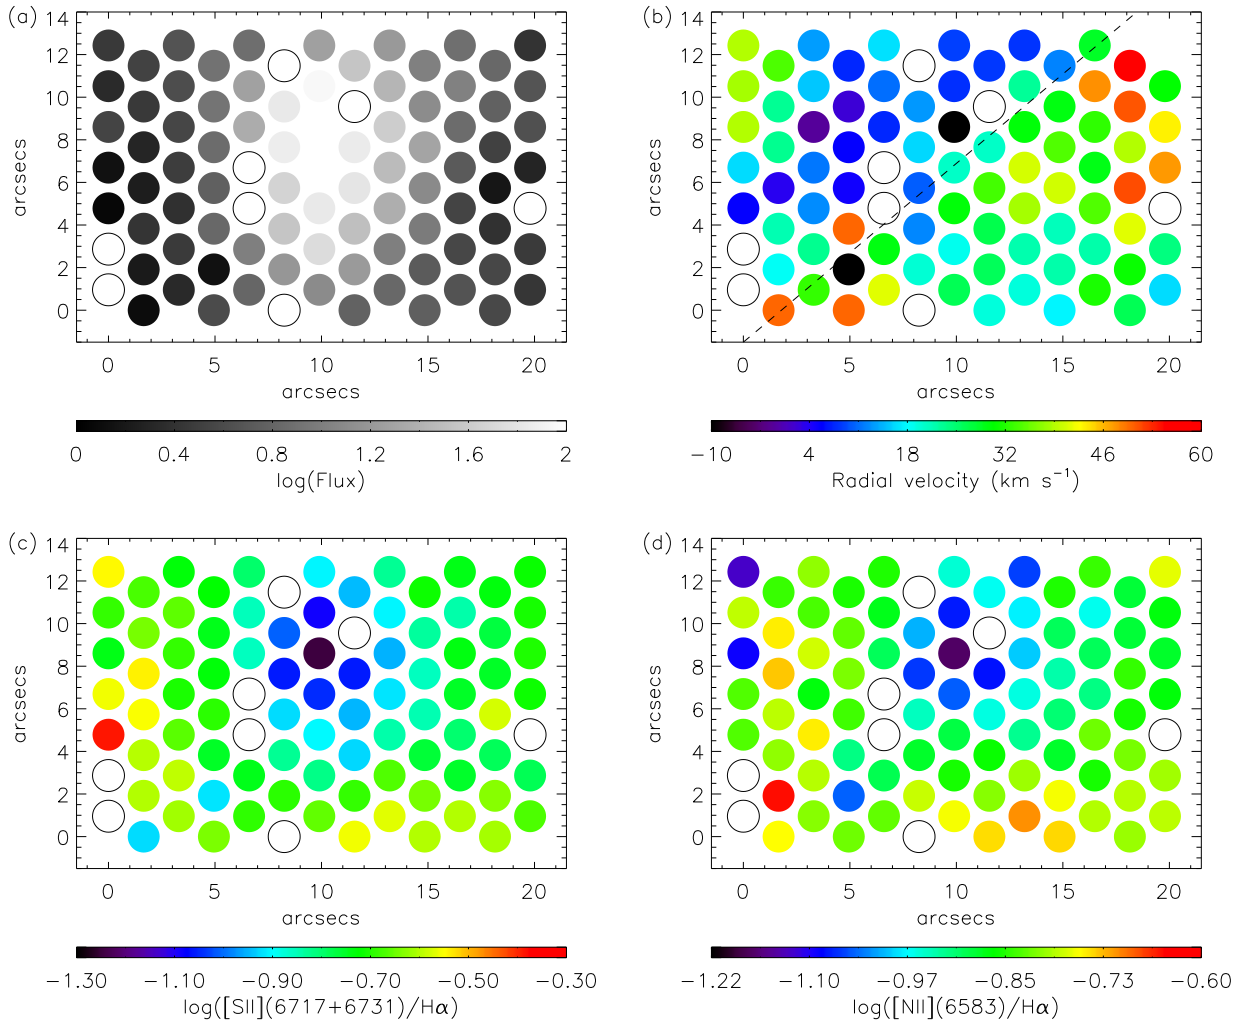 (a)
14
12
10
8
6
4
2
0
arcsecs
0 5 10 15 20
arcsecs
0 0.4 0.8 1.2 1.6 2
log(Flux)
(b)
14
12
10
8
6
4
2
0
arcsecs
0 5 10 15 20
arcsecs
−10 4 18 32 46 60
Radial velocity (km s⁻¹)
(c)
14
12
10
8
6
4
2
0
arcsecs
0 5 10 15 20
arcsecs
−1.30 −1.10 −0.90 −0.70 −0.50 −0.30
log([SII](6717+6731)/Hα)
(d)
14
12
10
8
6
4
2
0
arcsecs
0 5 10 15 20
arcsecs
−1.22 −1.10 −0.97 −0.85 −0.73 −0.60
log([NII](6583)/Hα)